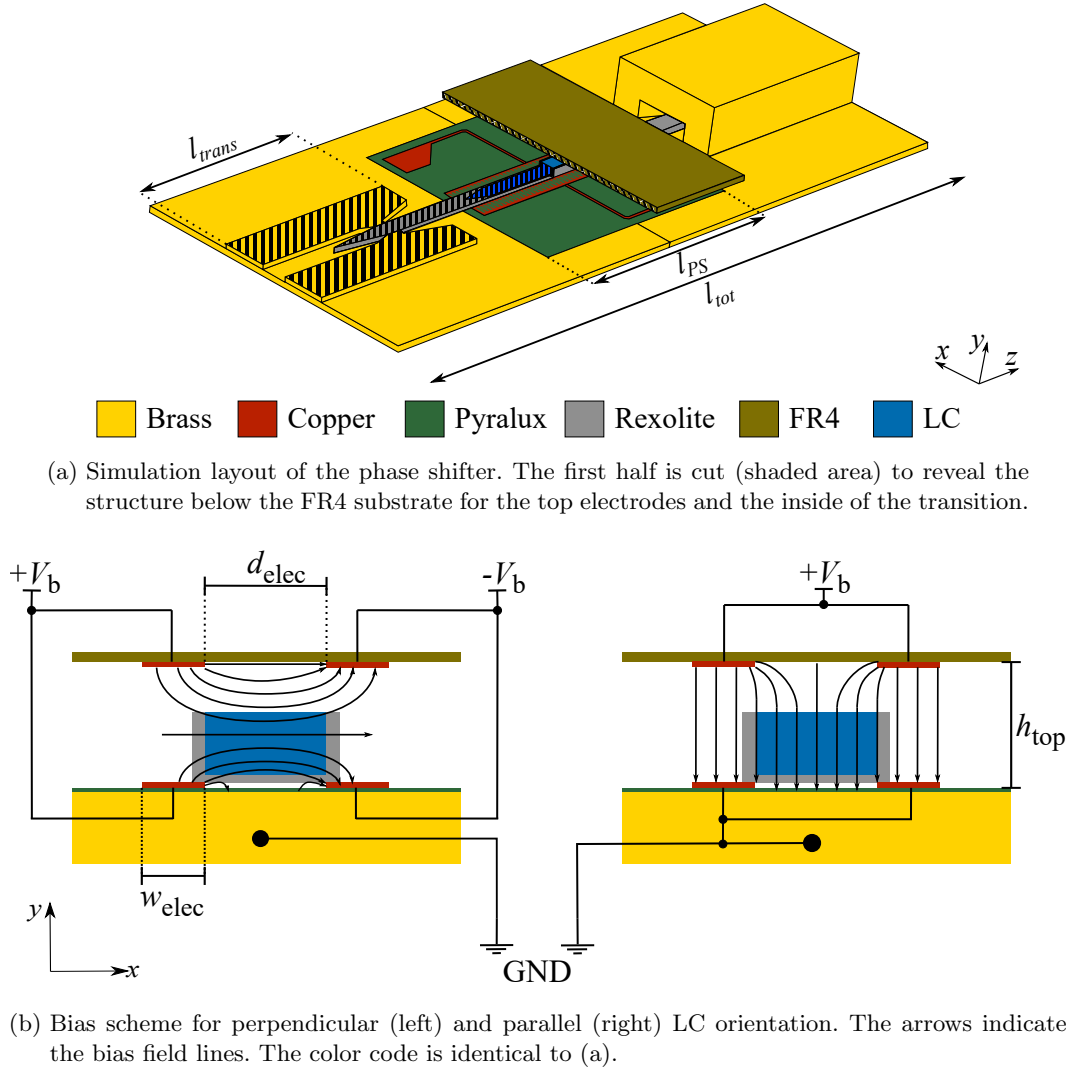 l_trans
l_PS
l_tot
x y z
Brass Copper Pyralux Rexolite FR4 LC
(a) Simulation layout of the phase shifter. The first half is cut (shaded area) to reveal the
structure below the FR4 substrate for the top electrodes and the inside of the transition.
+V_b d_elec -V_b +V_b
h_top
w_elec
y
x
GND
(b) Bias scheme for perpendicular (left) and parallel (right) LC orientation. The arrows indicate
the bias field lines. The color code is identical to (a).